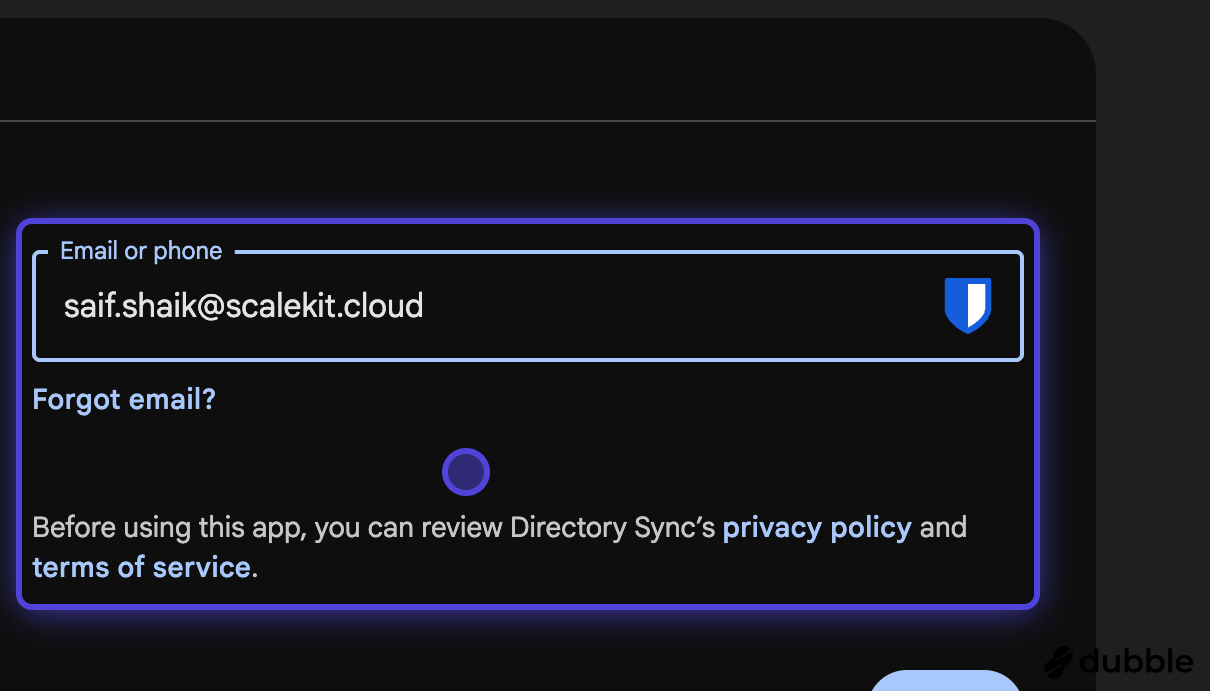 Email or phone
saif.shaik@scalekit.cloud
Forgot email?
Before using this app, you can review Directory Sync’s privacy policy and
terms of service.
dubble